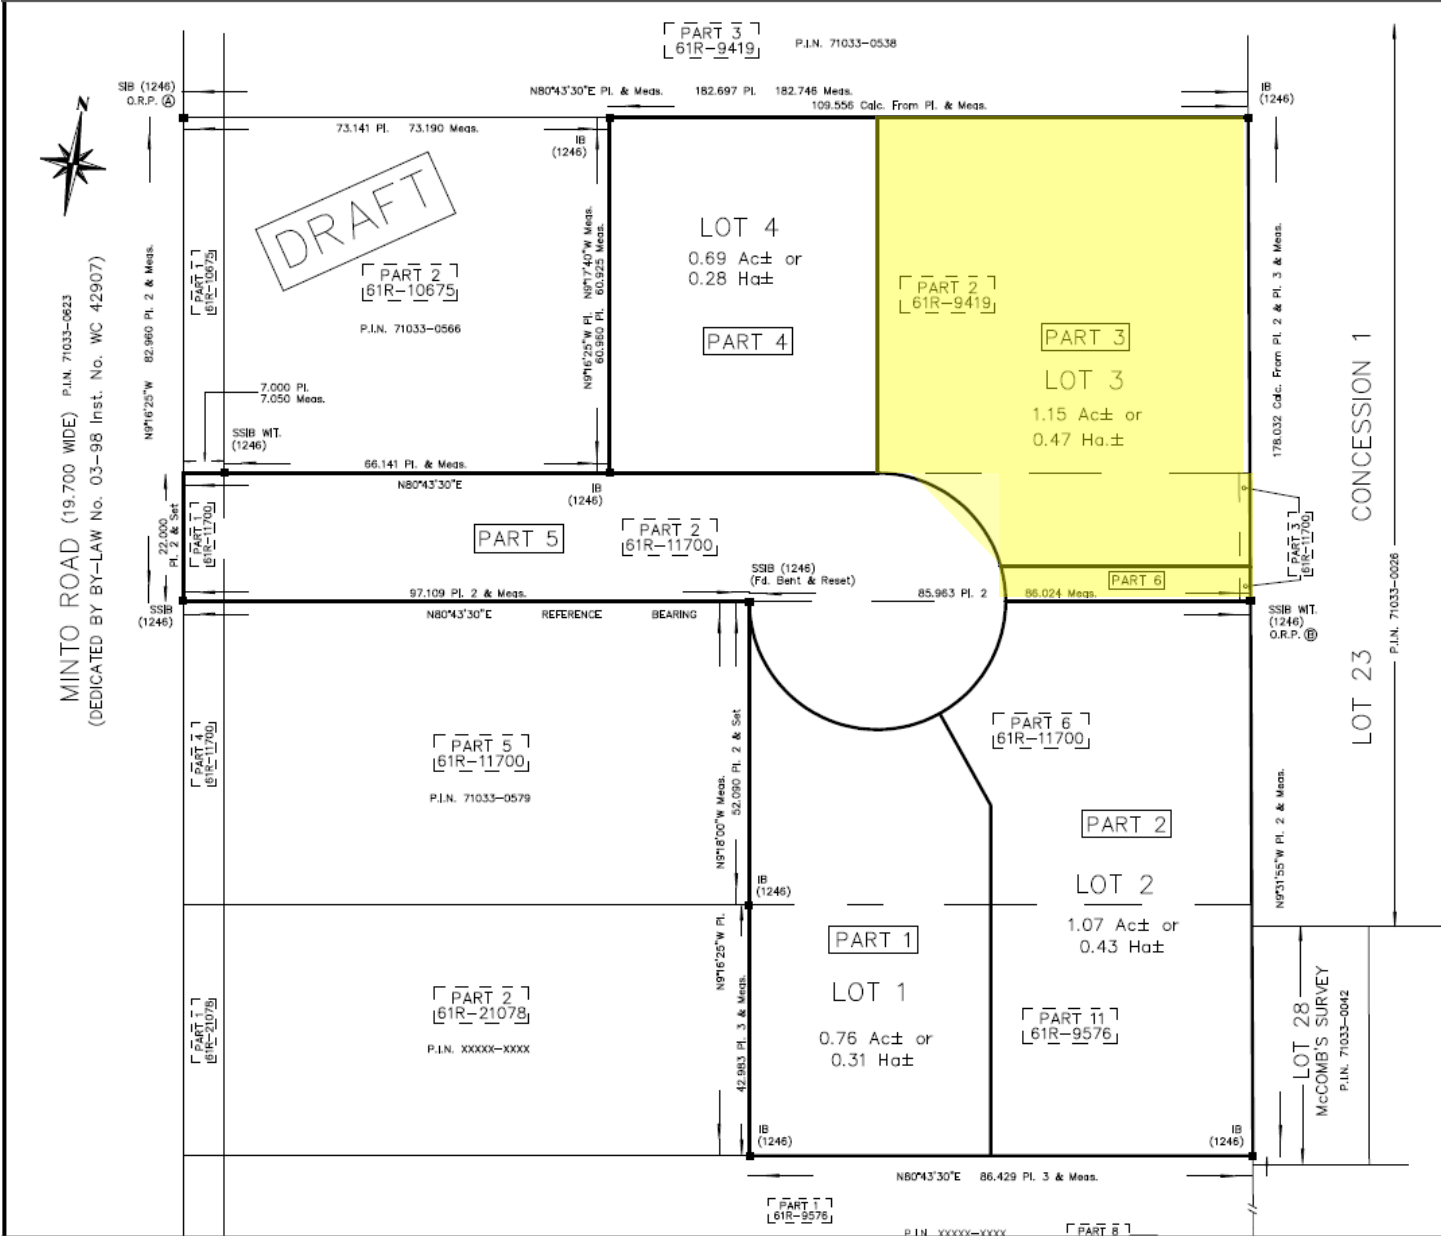 PART 3
61R-9419
P.I.N. 71033-0538
SIB (1246)
O.R.P. Ⓐ
N80°43'30"E Pl. & Meas. 182.697 Pl. 182.746 Meas.
109.556 Calc. From Pl. & Meas.
IB
(1246)
N
73.141 Pl. 73.190 Meas.
IB
(1246)
DRAFT
LOT 4
0.69 Ac± or
0.28 Ha±
PART 4
PART 2
61R-10675
P.I.N. 71033-0566
PART 1
61R-10675
PART 2
61R-9419
PART 3
LOT 3
1.15 Ac± or
0.47 Ha.±
N9°16'25"W 82.960 Pl. 2 & Meas.
N9°17'40"W Meas.
60.925 Meas.
N9°16'25"W Pl.
60.960 Pl.
178.032 Calc. From Pl. 2 & Pl. 3 & Meas.
MINTO ROAD (19.700 WIDE) P.I.N. 71033-0623
(DEDICATED BY BY-LAW No. 03-98 Inst. No. WC 42907)
7.000 Pl.
7.050 Meas.
SSIB WIT.
(1246)
66.141 Pl. & Meas.
N80°43'30"E
IB
(1246)
22.000
Pl. 2 & Set
PART 1
61R-11700
PART 5
PART 2
61R-11700
PART 3
61R-11700
SSIB (1246)
(Fd. Bent & Reset)
PART 6
97.109 Pl. 2 & Meas.
85.963 Pl. 2 86.024 Meas.
SSIB
(1246)
N80°43'30"E REFERENCE BEARING
SSIB WIT.
(1246)
O.R.P. Ⓑ
LOT 23 CONCESSION 1
P.I.N. 71033-0026
PART 4
61R-11700
PART 5
61R-11700
P.I.N. 71033-0579
N9°18'00"W Meas.
52.090 Pl. 2 & Set
PART 6
61R-11700
PART 2
LOT 2
1.07 Ac± or
0.43 Ha±
N9°31'55"W Pl. 2 & Meas.
IB
(1246)
PART 1
LOT 1
0.76 Ac± or
0.31 Ha±
N9°16'25"W Pl.
42.983 Pl. 3 & Meas.
PART 1
61R-21078
PART 2
61R-21078
P.I.N. XXXXX-XXXX
PART 11
61R-9576
LOT 28
McCOMB'S SURVEY
P.I.N. 71033-0042
IB
(1246)
IB
(1246)
N80°43'30"E 86.429 Pl. 3 & Meas.
PART 1
61R-9576
P.I.N. XXXXX-XXXX
PART 8